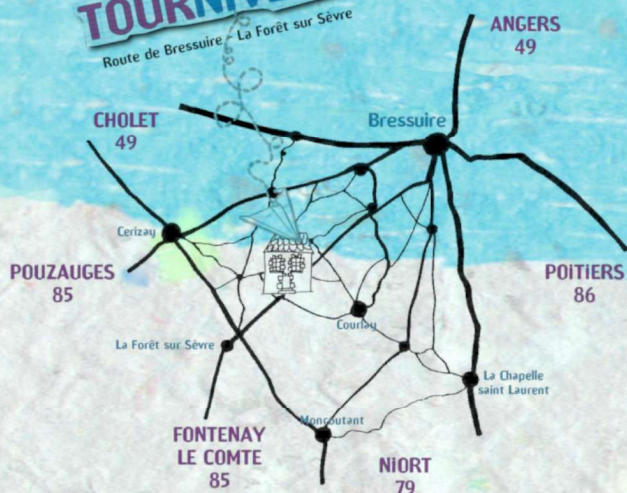 Route de Bressuire - La Forêt sur Sèvre
ANGERS
49
CHOLET
49
Bressuire
Cerizay
POUZAUGES
85
POiTiERS
86
Courlay
La Forêt sur Sèvre
La Chapelle
saint Laurent
Moncoutant
FONTENAY
LE COMTE
85
NiORT
79